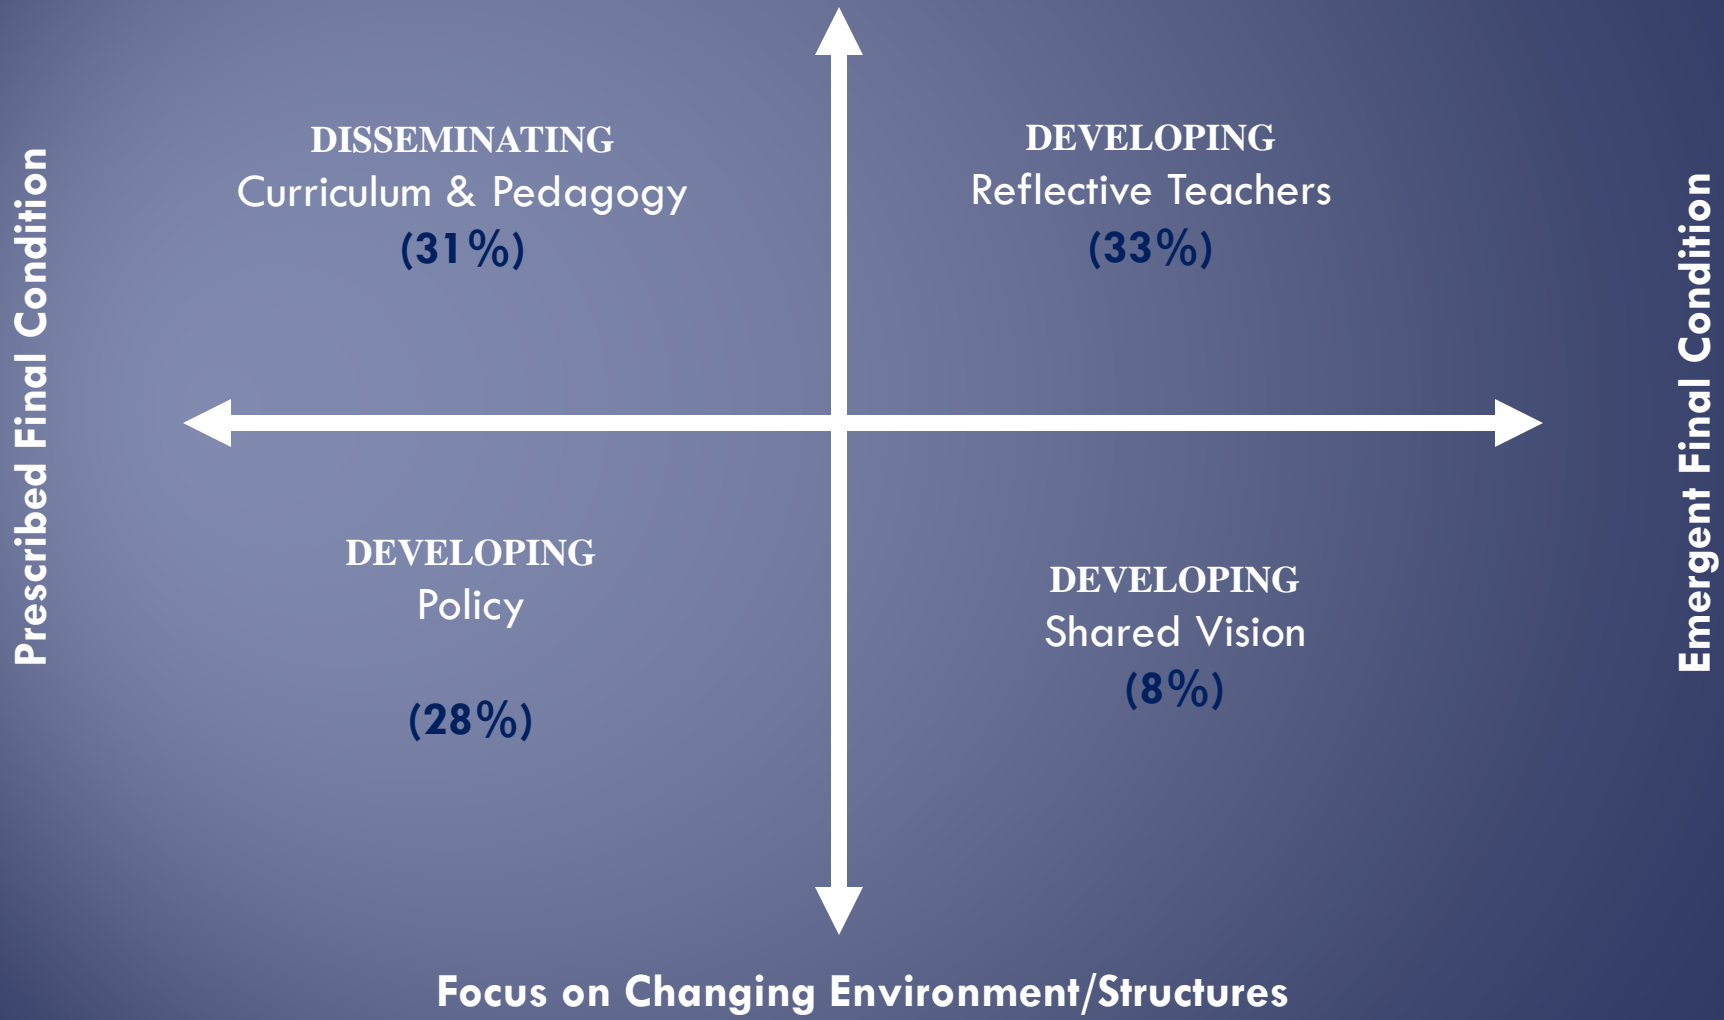 Prescribed Final Condition
DISSEMINATING
Curriculum & Pedagogy
(31%)
DEVELOPING
Reflective Teachers
(33%)
Emergent Final Condition
DEVELOPING
Policy
(28%)
DEVELOPING
Shared Vision
(8%)
Focus on Changing Environment/Structures